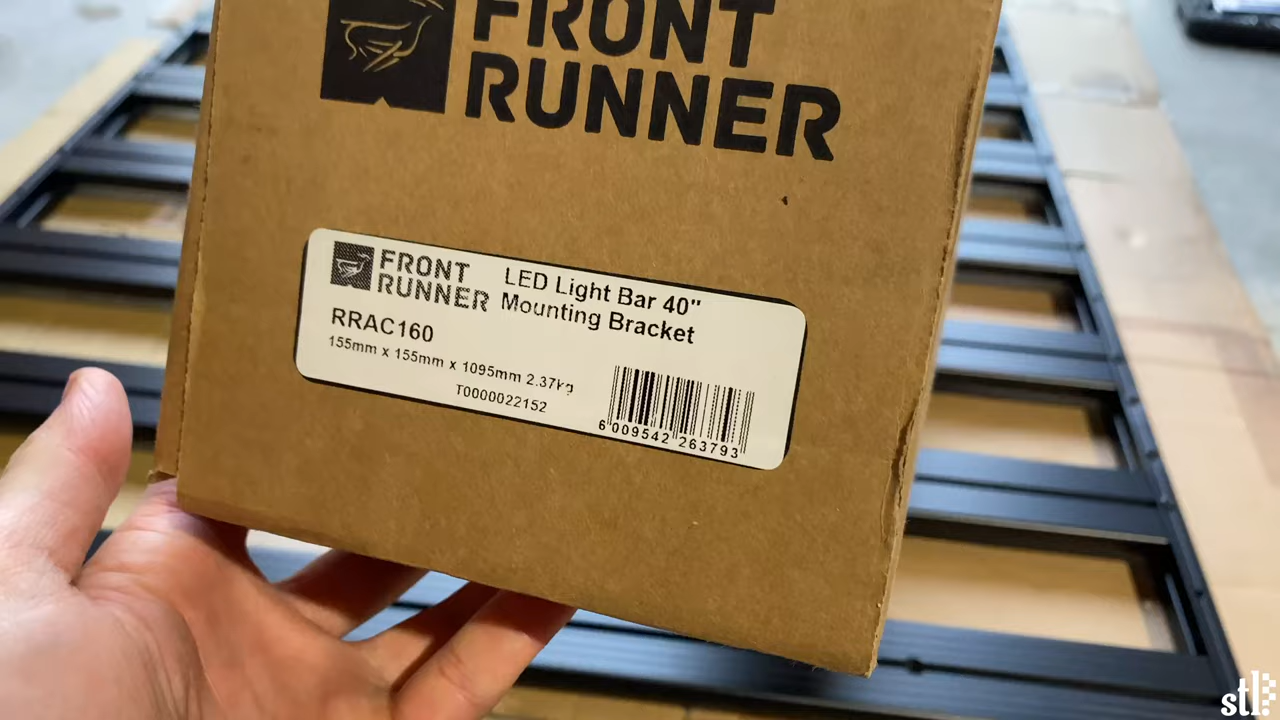 FRONT
RUNNER
FRONT
RUNNER
LED Light Bar 40"
Mounting Bracket
RRAC160
155mm x 155mm x 1095mm 2.37kg
T0000022152
6 009542 263793
stl